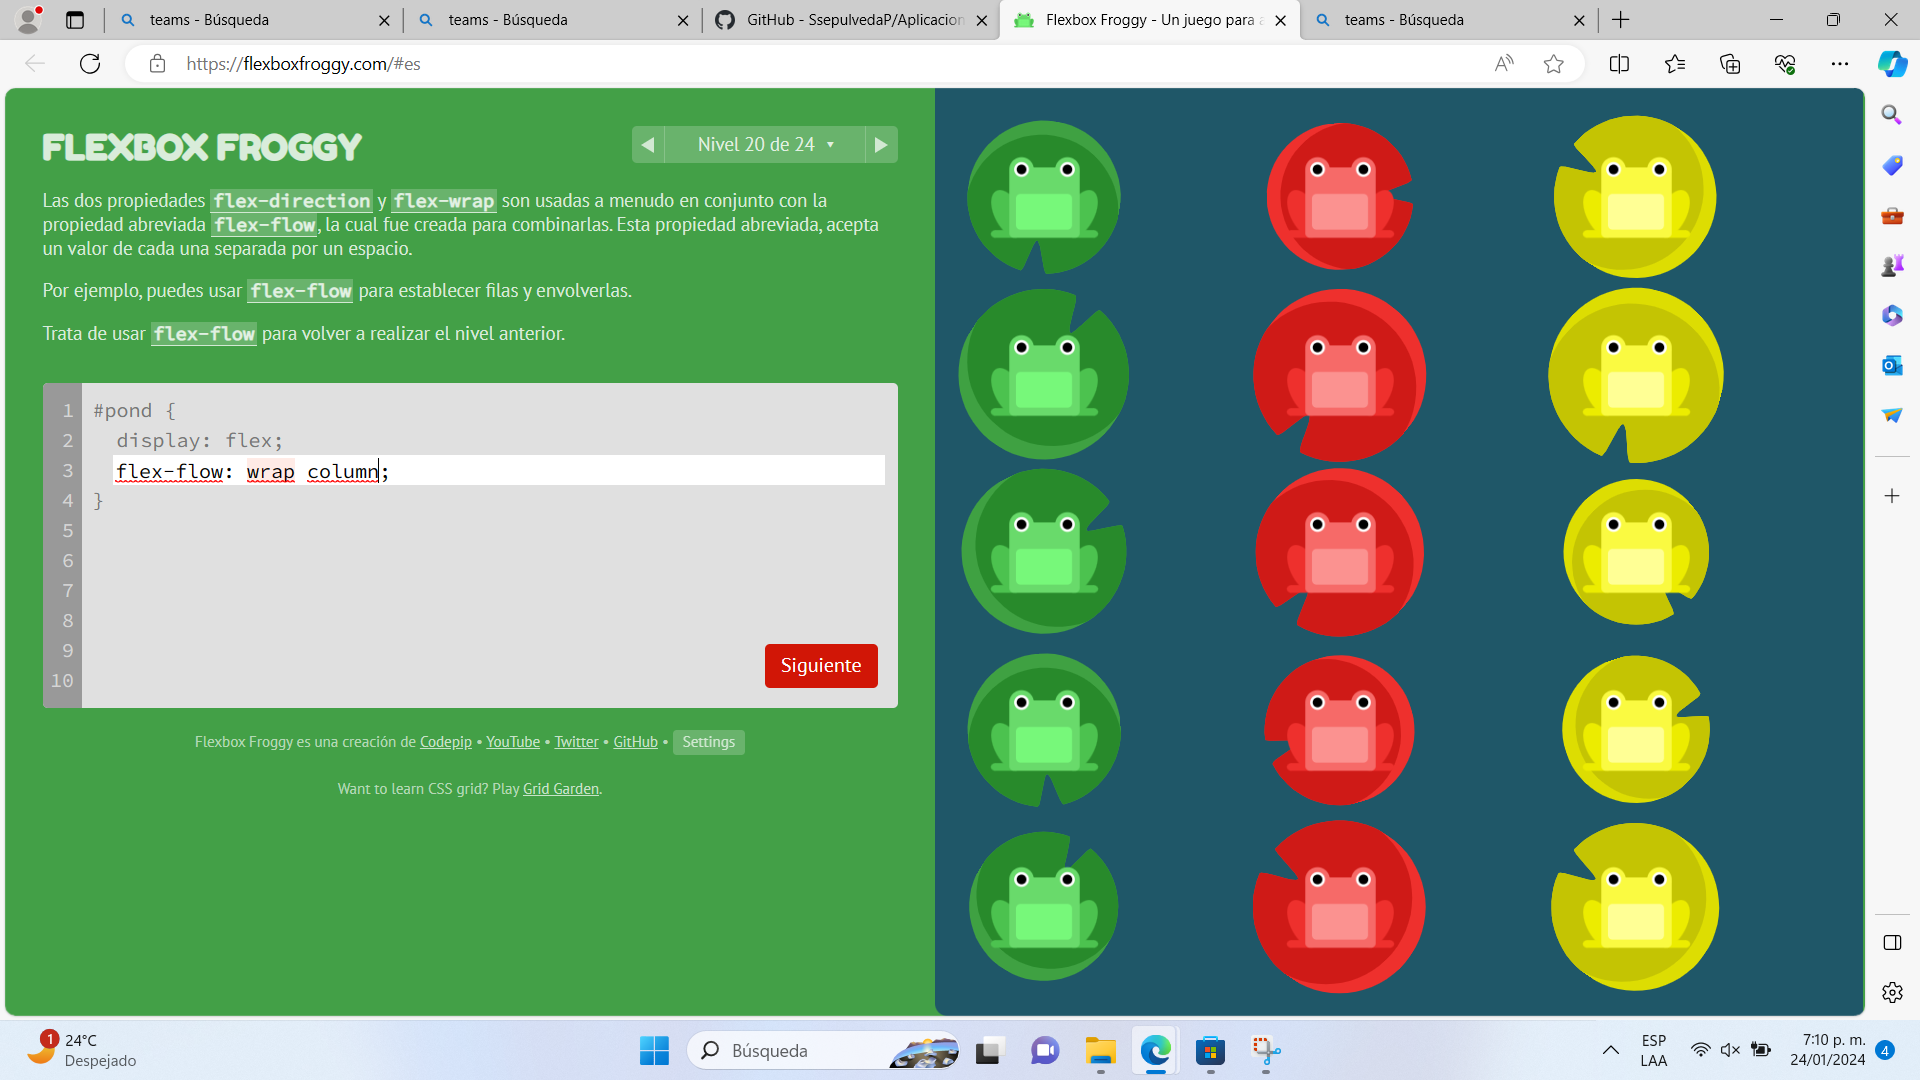 teams - Búsqueda
teams - Búsqueda
GitHub - SsepulvedaP/Aplicacion
Flexbox Froggy - Un juego para a
teams - Búsqueda
https://flexboxfroggy.com/#es
FLEXBOX FROGGY
Nivel 20 de 24
Las dos propiedades flex-direction y flex-wrap son usadas a menudo en conjunto con la
propiedad abreviada flex-flow, la cual fue creada para combinarlas. Esta propiedad abreviada, acepta
un valor de cada una separada por un espacio.
Por ejemplo, puedes usar flex-flow para establecer filas y envolverlas.
Trata de usar flex-flow para volver a realizar el nivel anterior.
1 #pond {
2 display: flex;
3 flex-flow: wrap column;
4 }
5
6
7
8
9
10
Siguiente
Flexbox Froggy es una creación de Codepip • YouTube • Twitter • GitHub • Settings
Want to learn CSS grid? Play Grid Garden.
1
24°C
Despejado
Búsqueda
ESP
LAA
7:10 p. m.
24/01/2024
4